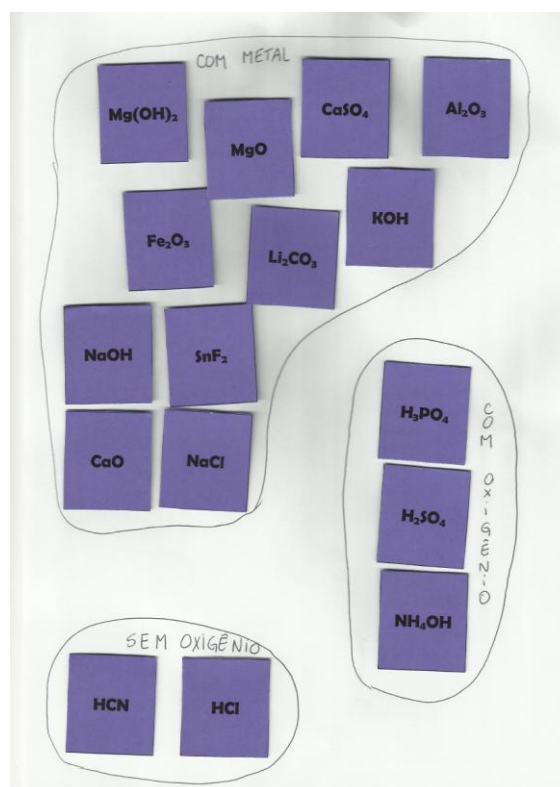 COM METAL
Mg(OH)₂
MgO
CaSO₄
Al₂O₃
Fe₂O₃
Li₂CO₃
KOH
NaOH
SnF₂
CaO
NaCl
COM OXIGÊNIO
H₃PO₄
H₂SO₄
NH₄OH
SEM OXIGÊNIO
HCN
HCl